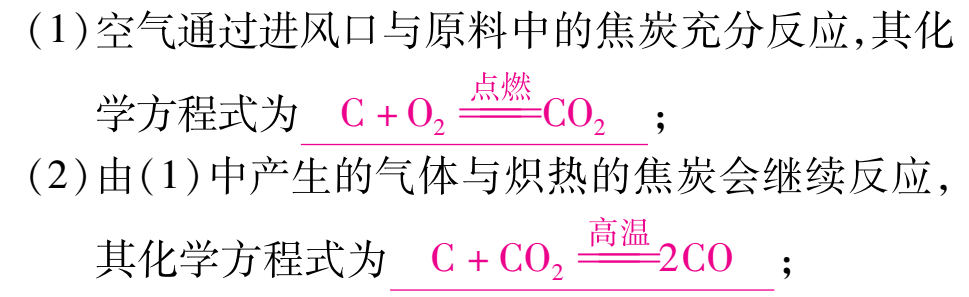 (1)空气通过进风口与原料中的焦炭充分反应,其化
学方程式为 C + O₂ 点燃═══ CO₂ ;
(2)由(1)中产生的气体与炽热的焦炭会继续反应,
其化学方程式为 C + CO₂ 高温═══ 2CO ;